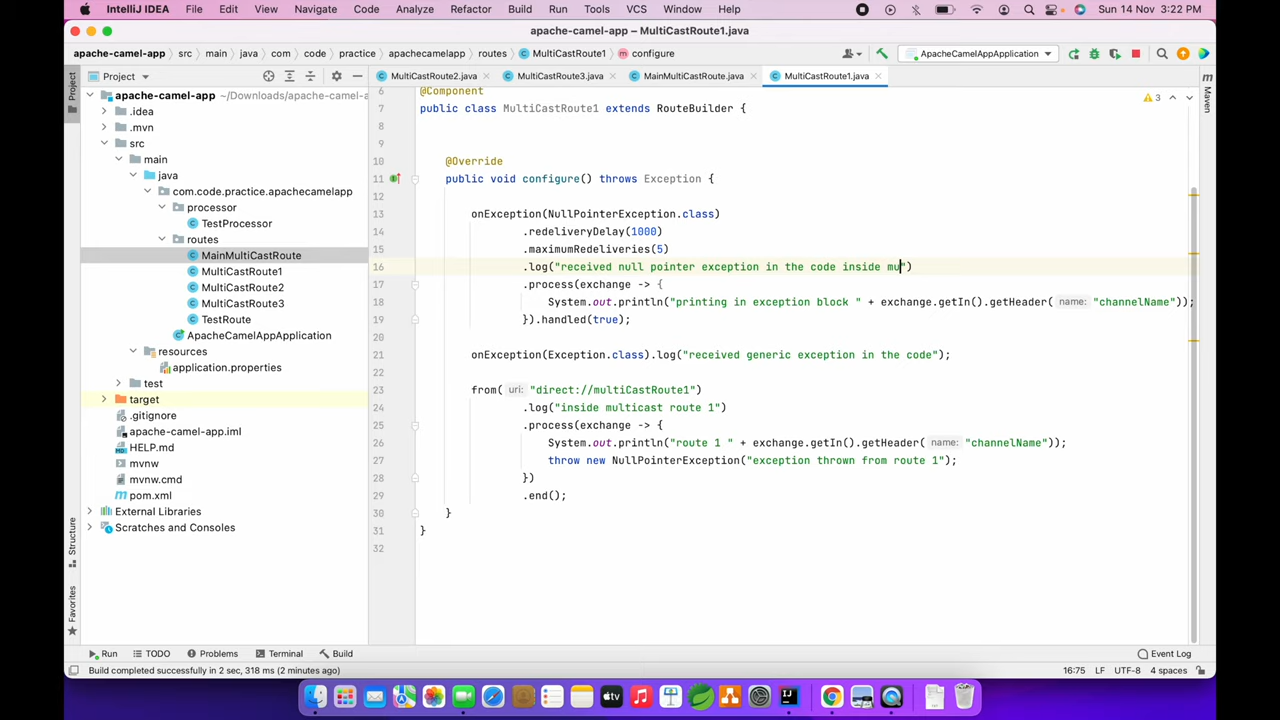 IntelliJ IDEA File Edit View Navigate Code Analyze Refactor Build Run Tools VCS Window Help Sun 14 Nov 3:22 PM
apache-camel-app – MultiCastRoute1.java
apache-camel-app src main java com code practice apachecamelapp routes MultiCastRoute1 configure ApacheCamelAppApplication
Project
Project
MultiCastRoute2.java MultiCastRoute3.java MainMultiCastRoute.java MultiCastRoute1.java
Maven
apache-camel-app ~/Downloads/apache-camel-a
.idea
.mvn
src
main
java
com.code.practice.apachecamelapp
processor
TestProcessor
routes
MainMultiCastRoute
MultiCastRoute1
MultiCastRoute2
MultiCastRoute3
TestRoute
ApacheCamelAppApplication
resources
application.properties
test
target
.gitignore
apache-camel-app.iml
HELP.md
mvnw
mvnw.cmd
pom.xml
External Libraries
Scratches and Consoles
Structure
Favorites
3
6 @Component
7 public class MultiCastRoute1 extends RouteBuilder {
8
9
10 @Override
11 public void configure() throws Exception {
12
13 onException(NullPointerException.class)
14 .redeliveryDelay(1000)
15 .maximumRedeliveries(5)
16 .log("received null pointer exception in the code inside mu")
17 .process(exchange -> {
18 System.out.println("printing in exception block " + exchange.getIn().getHeader( name: "channelName"));
19 }).handled(true);
20
21 onException(Exception.class).log("received generic exception in the code");
22
23 from( uri: "direct://multiCastRoute1")
24 .log("inside multicast route 1")
25 .process(exchange -> {
26 System.out.println("route 1 " + exchange.getIn().getHeader( name: "channelName"));
27 throw new NullPointerException("exception thrown from route 1");
28 })
29 .end();
30 }
31 }
32
Run TODO Problems Terminal Build Event Log
Build completed successfully in 2 sec, 318 ms (2 minutes ago) 16:75 LF UTF-8 4 spaces